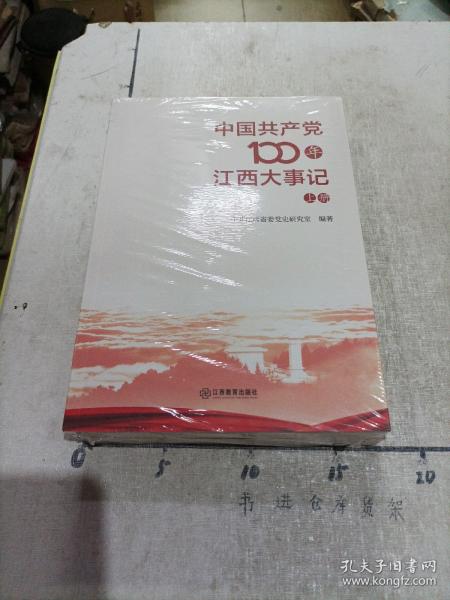 中国共产党
100年
江西大事记
上册
中共江西省委党史研究室 编著
江西教育出版社
0 5 10 15 20
书进仓库货架
孔夫子旧书网
www.kongfz.com